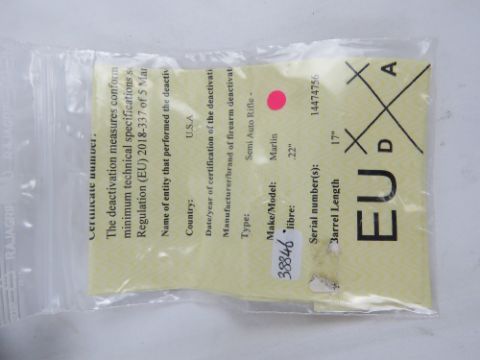 Certificate number:
The deactivation measures conform
minimum technical specifications s
Regulation (EU) 2018-337 of 5 Mar
Name of entity that performed the deactiv
Country: U.S.A
Date/year of certification of the deactivati
Manufacturer/brand of firearm deactivat
Type: Semi Auto Rifle -
Make/Model: Marlin
libre: .22"
38846
Serial number(s): 14474756
Barrel Length 17"
EU
D A